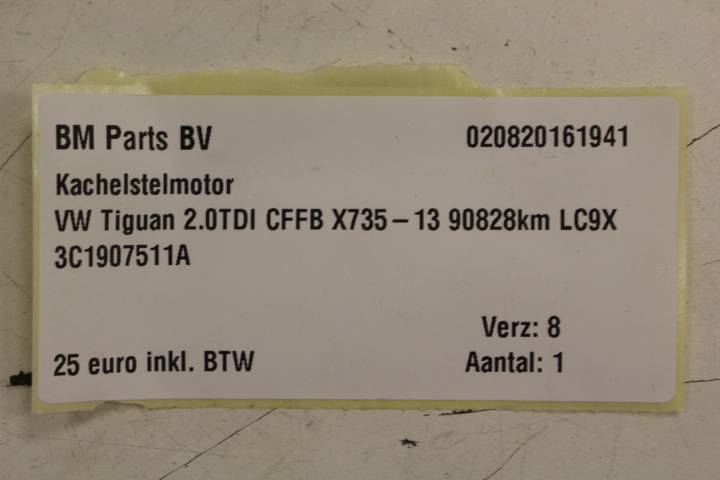 BM Parts BV 020820161941
Kachelstelmotor
VW Tiguan 2.0TDI CFFB X735-13 90828km LC9X
3C1907511A
Verz: 8
25 euro inkl. BTW Aantal: 1